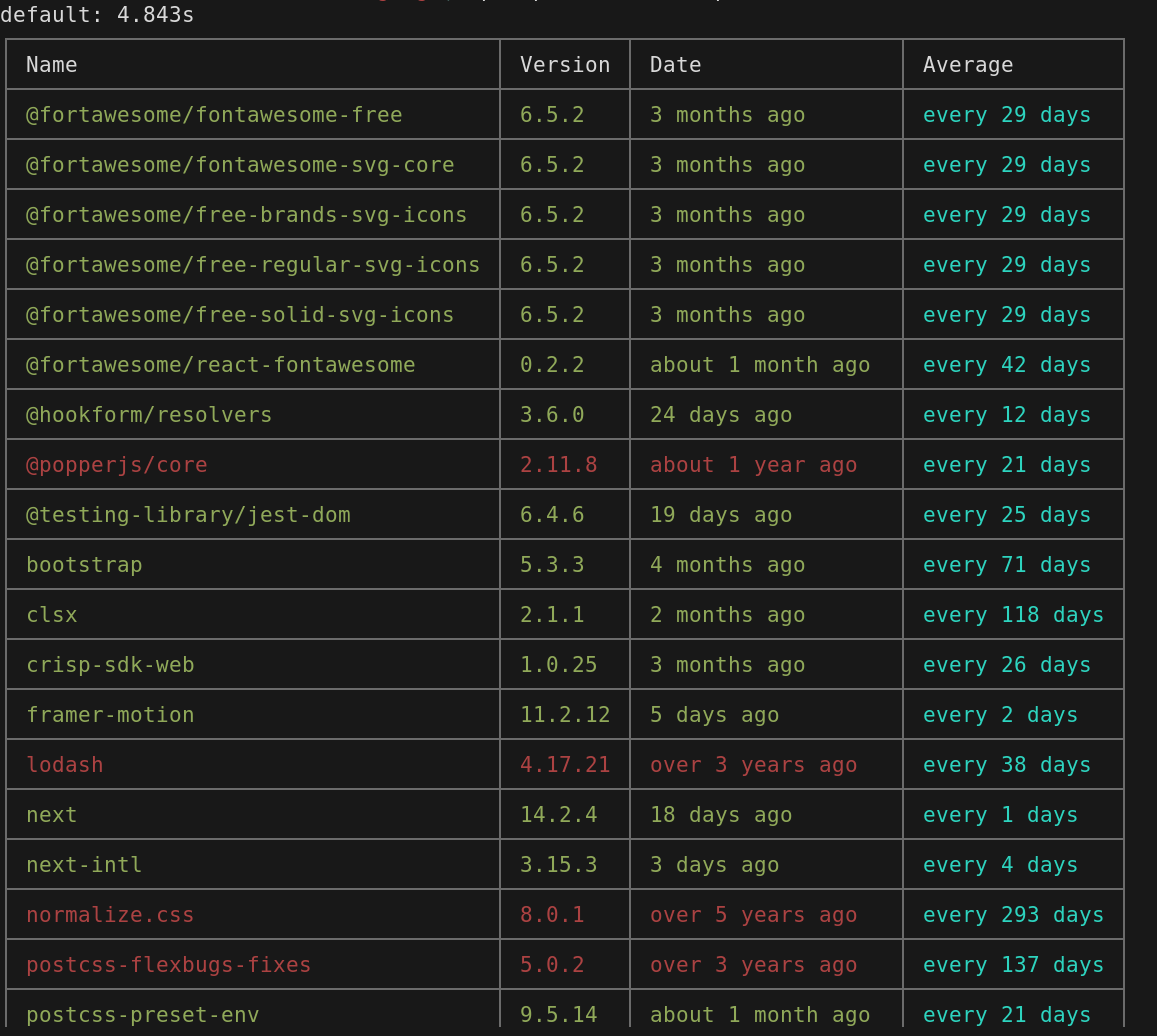 default: 4.843s
Name Version Date Average
@fortawesome/fontawesome-free 6.5.2 3 months ago every 29 days
@fortawesome/fontawesome-svg-core 6.5.2 3 months ago every 29 days
@fortawesome/free-brands-svg-icons 6.5.2 3 months ago every 29 days
@fortawesome/free-regular-svg-icons 6.5.2 3 months ago every 29 days
@fortawesome/free-solid-svg-icons 6.5.2 3 months ago every 29 days
@fortawesome/react-fontawesome 0.2.2 about 1 month ago every 42 days
@hookform/resolvers 3.6.0 24 days ago every 12 days
@popperjs/core 2.11.8 about 1 year ago every 21 days
@testing-library/jest-dom 6.4.6 19 days ago every 25 days
bootstrap 5.3.3 4 months ago every 71 days
clsx 2.1.1 2 months ago every 118 days
crisp-sdk-web 1.0.25 3 months ago every 26 days
framer-motion 11.2.12 5 days ago every 2 days
lodash 4.17.21 over 3 years ago every 38 days
next 14.2.4 18 days ago every 1 days
next-intl 3.15.3 3 days ago every 4 days
normalize.css 8.0.1 over 5 years ago every 293 days
postcss-flexbugs-fixes 5.0.2 over 3 years ago every 137 days
postcss-preset-env 9.5.14 about 1 month ago every 21 days